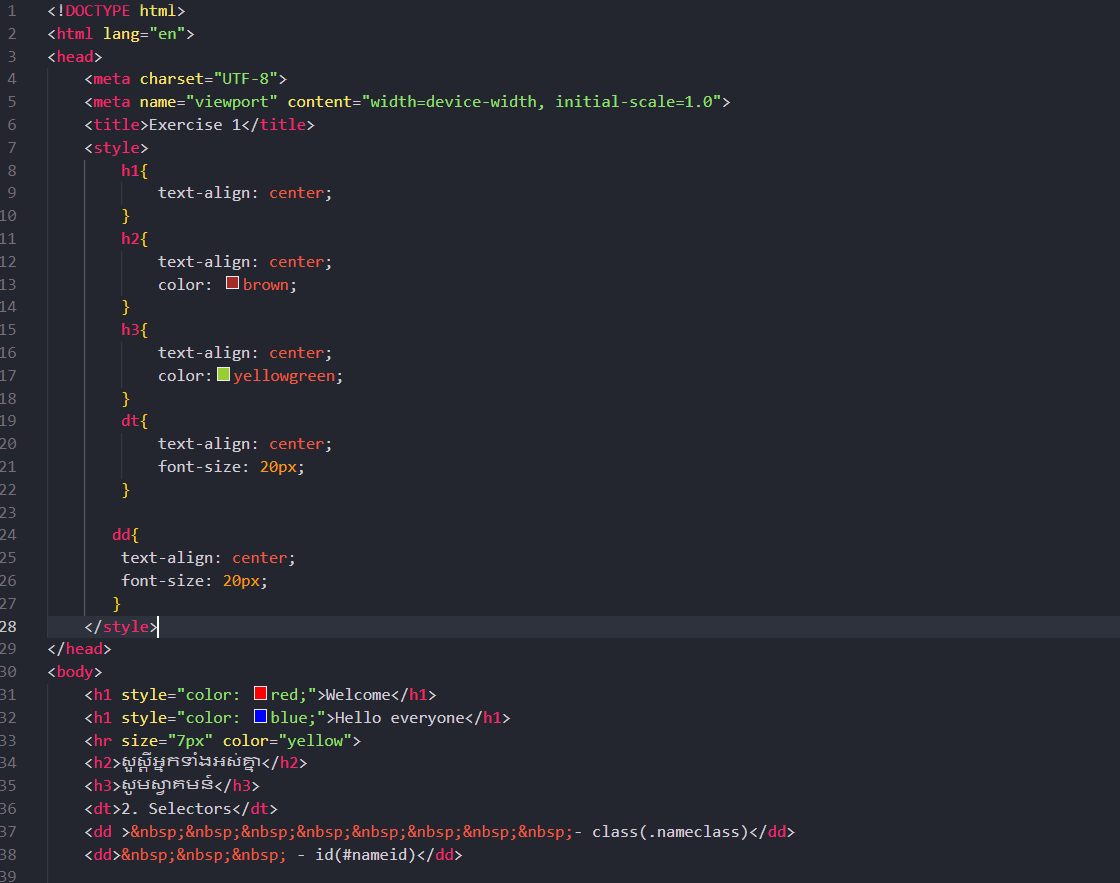 1 <!DOCTYPE html>
2 <html lang="en">
3 <head>
4 <meta charset="UTF-8">
5 <meta name="viewport" content="width=device-width, initial-scale=1.0">
6 <title>Exercise 1</title>
7 <style>
8 h1{
9 text-align: center;
10 }
11 h2{
12 text-align: center;
13 color: brown;
14 }
15 h3{
16 text-align: center;
17 color: yellowgreen;
18 }
19 dt{
20 text-align: center;
21 font-size: 20px;
22 }
23
24 dd{
25 text-align: center;
26 font-size: 20px;
27 }
28 </style>
29 </head>
30 <body>
31 <h1 style="color: red;">Welcome</h1>
32 <h1 style="color: blue;">Hello everyone</h1>
33 <hr size="7px" color="yellow">
34 <h2>សួស្តីអ្នកទាំងអស់គ្នា</h2>
35 <h3>សូមស្វាគមន៍</h3>
36 <dt>2. Selectors</dt>
37 <dd >&nbsp;&nbsp;&nbsp;&nbsp;&nbsp;&nbsp;&nbsp;&nbsp;- class(.nameclass)</dd>
38 <dd>&nbsp;&nbsp;&nbsp; - id(#nameid)</dd>
39